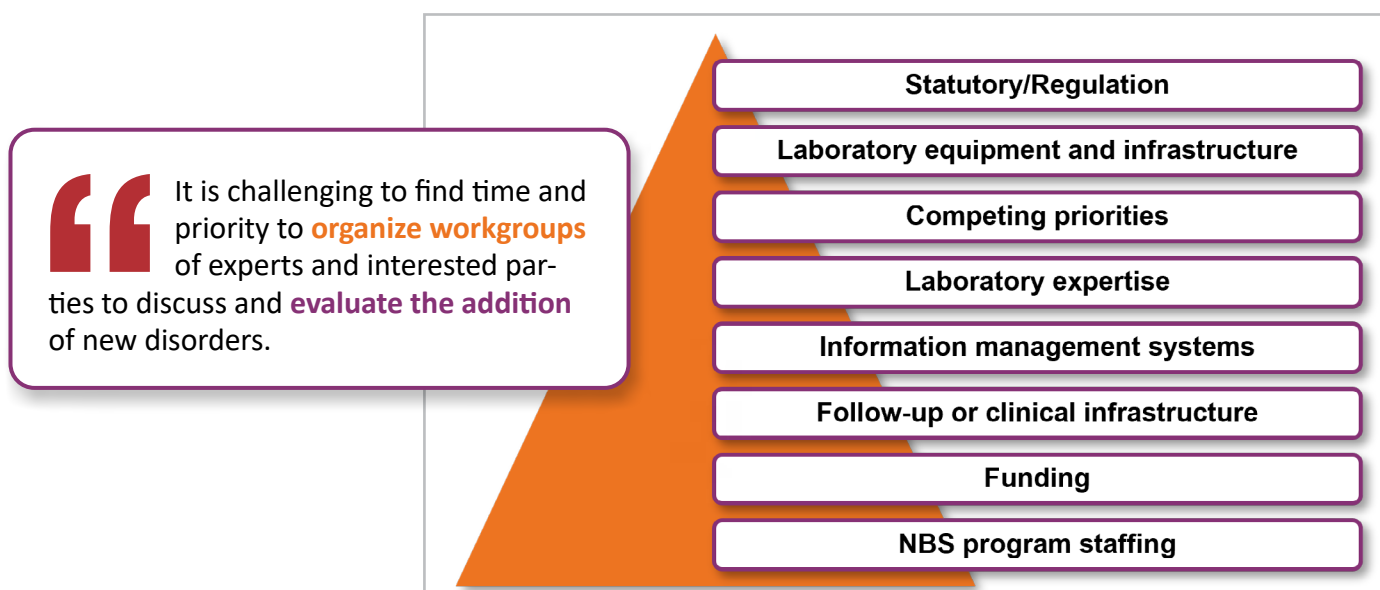 It is challenging to find time and
priority to organize workgroups
of experts and interested par-
ties to discuss and evaluate the addition
of new disorders.
Statutory/Regulation
Laboratory equipment and infrastructure
Competing priorities
Laboratory expertise
Information management systems
Follow-up or clinical infrastructure
Funding
NBS program staffing